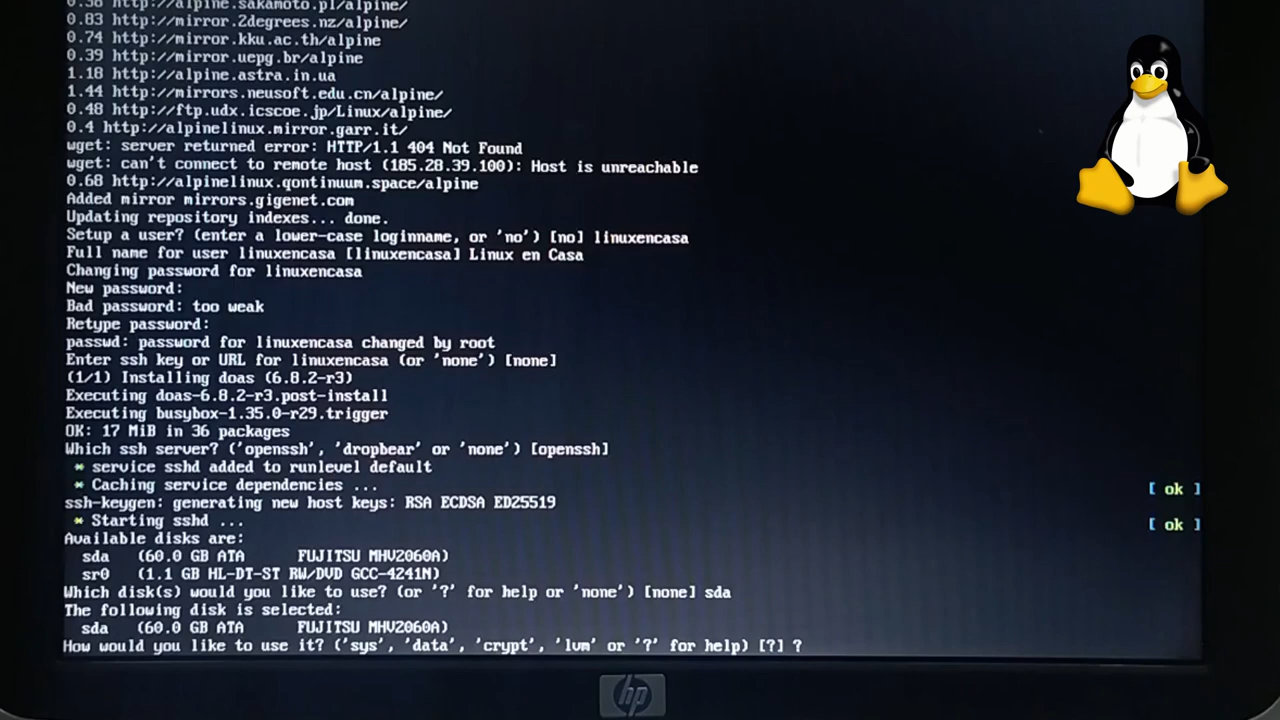 0.58 http://alpine.sakamoto.pl/alpine/
0.83 http://mirror.2degrees.nz/alpine/
0.74 http://mirror.kku.ac.th/alpine
0.39 http://mirror.uepg.br/alpine
1.18 http://alpine.astra.in.ua
1.44 http://mirrors.neusoft.edu.cn/alpine/
0.48 http://ftp.udx.icscoe.jp/Linux/alpine/
0.4 http://alpinelinux.mirror.garr.it/
wget: server returned error: HTTP/1.1 404 Not Found
wget: can't connect to remote host (185.28.39.100): Host is unreachable
0.68 http://alpinelinux.qontinuum.space/alpine
Added mirror mirrors.gigenet.com
Updating repository indexes... done.
Setup a user? (enter a lower-case loginname, or 'no') [no] linuxencasa
Full name for user linuxencasa [linuxencasa] Linux en Casa
Changing password for linuxencasa
New password:
Bad password: too weak
Retype password:
passwd: password for linuxencasa changed by root
Enter ssh key or URL for linuxencasa (or 'none') [none]
(1/1) Installing doas (6.8.2-r3)
Executing doas-6.8.2-r3.post-install
Executing busybox-1.35.0-r29.trigger
OK: 17 MiB in 36 packages
Which ssh server? ('openssh', 'dropbear' or 'none') [openssh]
* service sshd added to runlevel default
* Caching service dependencies ... [ ok ]
ssh-keygen: generating new host keys: RSA ECDSA ED25519
* Starting sshd ... [ ok ]
Available disks are:
sda (60.0 GB ATA FUJITSU MHV2060A)
sr0 (1.1 GB HL-DT-ST RW/DVD GCC-4241N)
Which disk(s) would you like to use? (or '?' for help or 'none') [none] sda
The following disk is selected:
sda (60.0 GB ATA FUJITSU MHV2060A)
How would you like to use it? ('sys', 'data', 'crypt', 'lvm' or '?' for help) [?] ?
hp